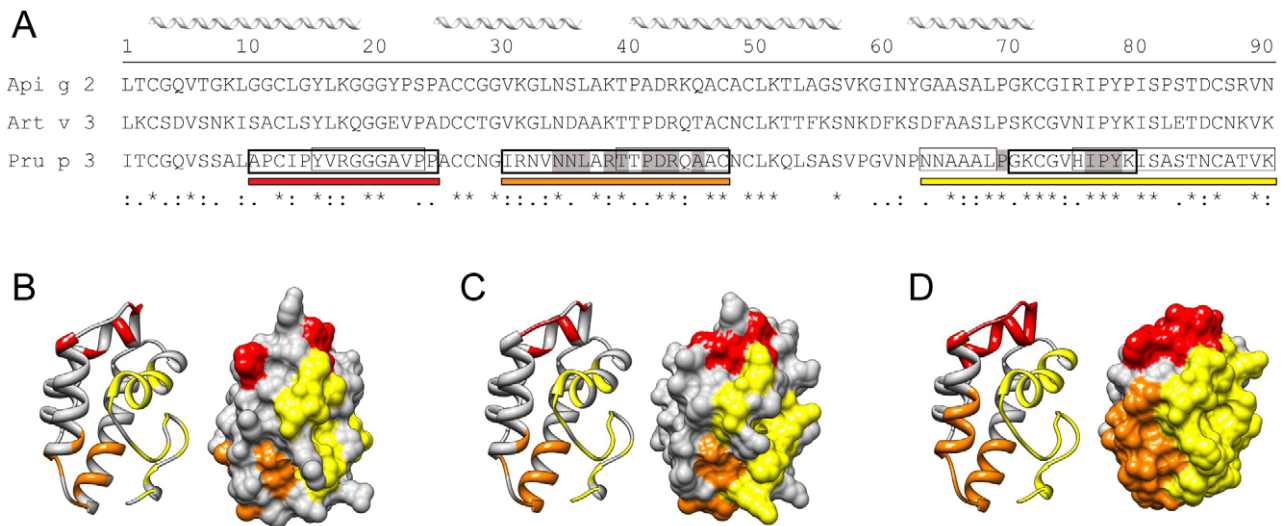 A
1 10 20 30 40 50 60 70 80 90
Api g 2 LTCGQVTGKLGGCLGYLKGGGYPSPACCGGVKGLNSLAKTPADRKQACACLKTLAGSVKGINYGAASALPGKCGIRIPYPISPSTDCSRVN
Art v 3 LKCSDVSNKISACLSYLKQGGEVPADCCTGVKGLNDAAKTTPDRQTACNCLKTTFKSNKDFKSDFAASLPSKCGVNIPYKISLETDCNKVK
Pru p 3 ITCGQVSSALAPCIPYVRGGGAVPPACCNGIRNVNNLARTTPDRQAACNCLKQLSASVPGVNPNNAAALPGKCGVHIPYKISASTNCATVK
:.*.:*:. :. *: *:: **  .. ** *::.:*. *:*..**: ** ***    *  .:: . *::**.***:.***.** .*:*.:*:
B C D